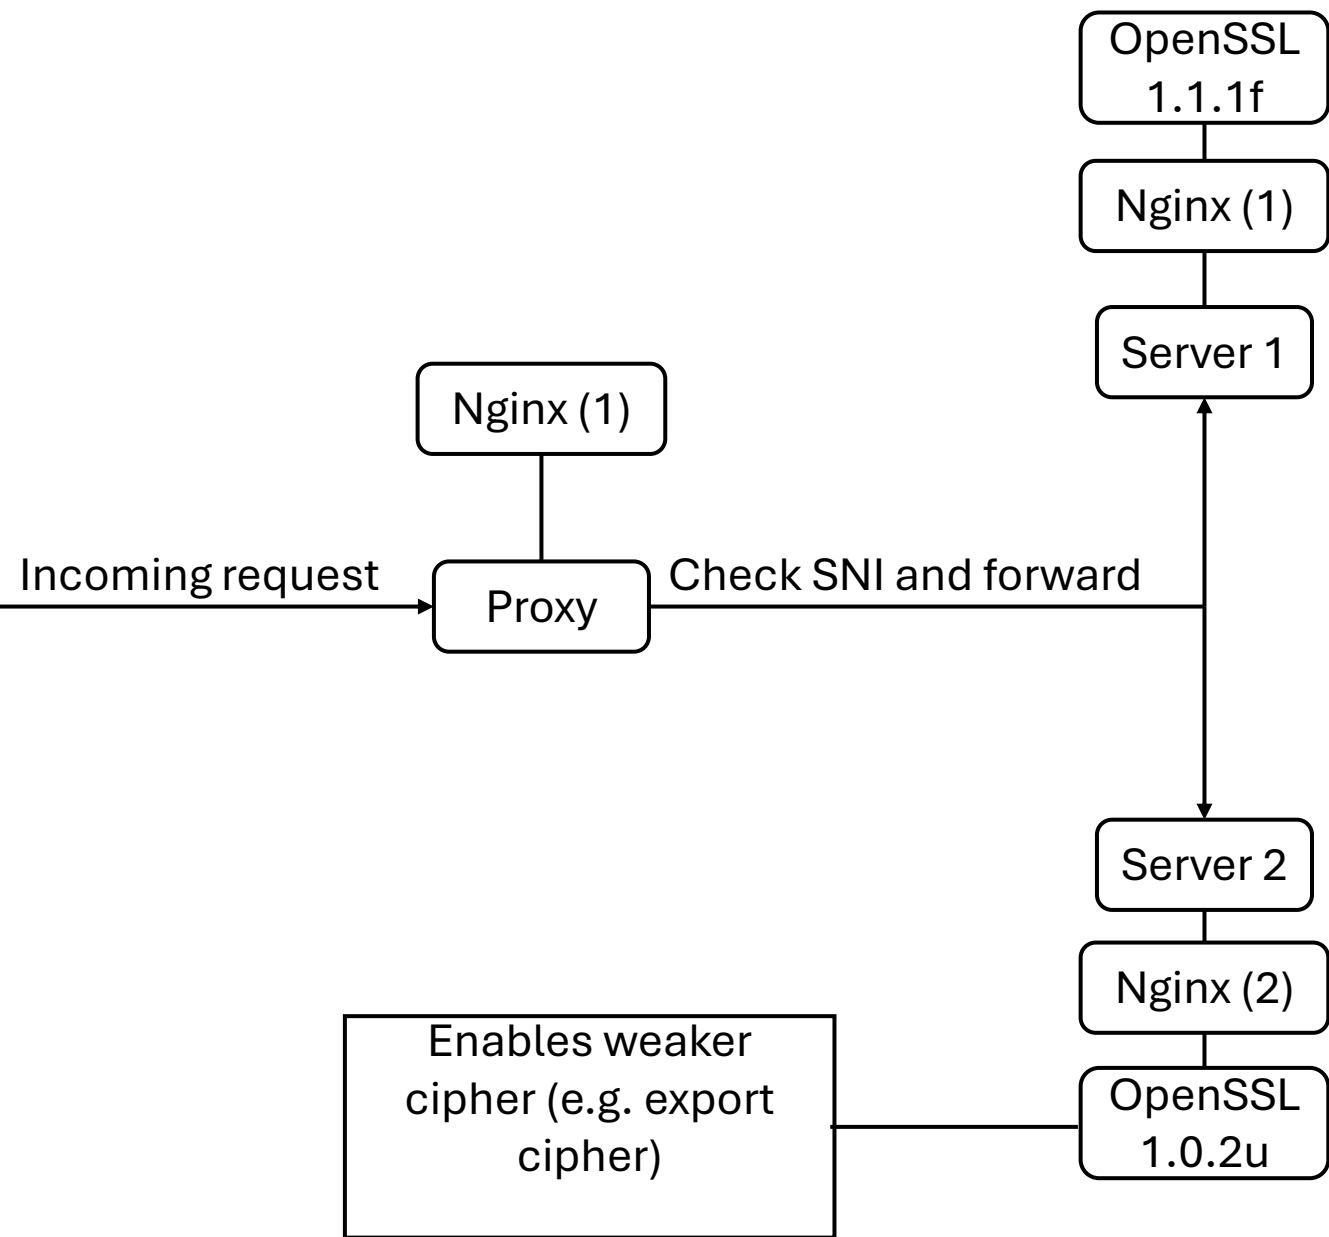 OpenSSL
1.1.1f
Nginx (1)
Server 1
Nginx (1)
Incoming request
Proxy
Check SNI and forward
Server 2
Nginx (2)
Enables weaker
cipher (e.g. export
cipher)
OpenSSL
1.0.2u